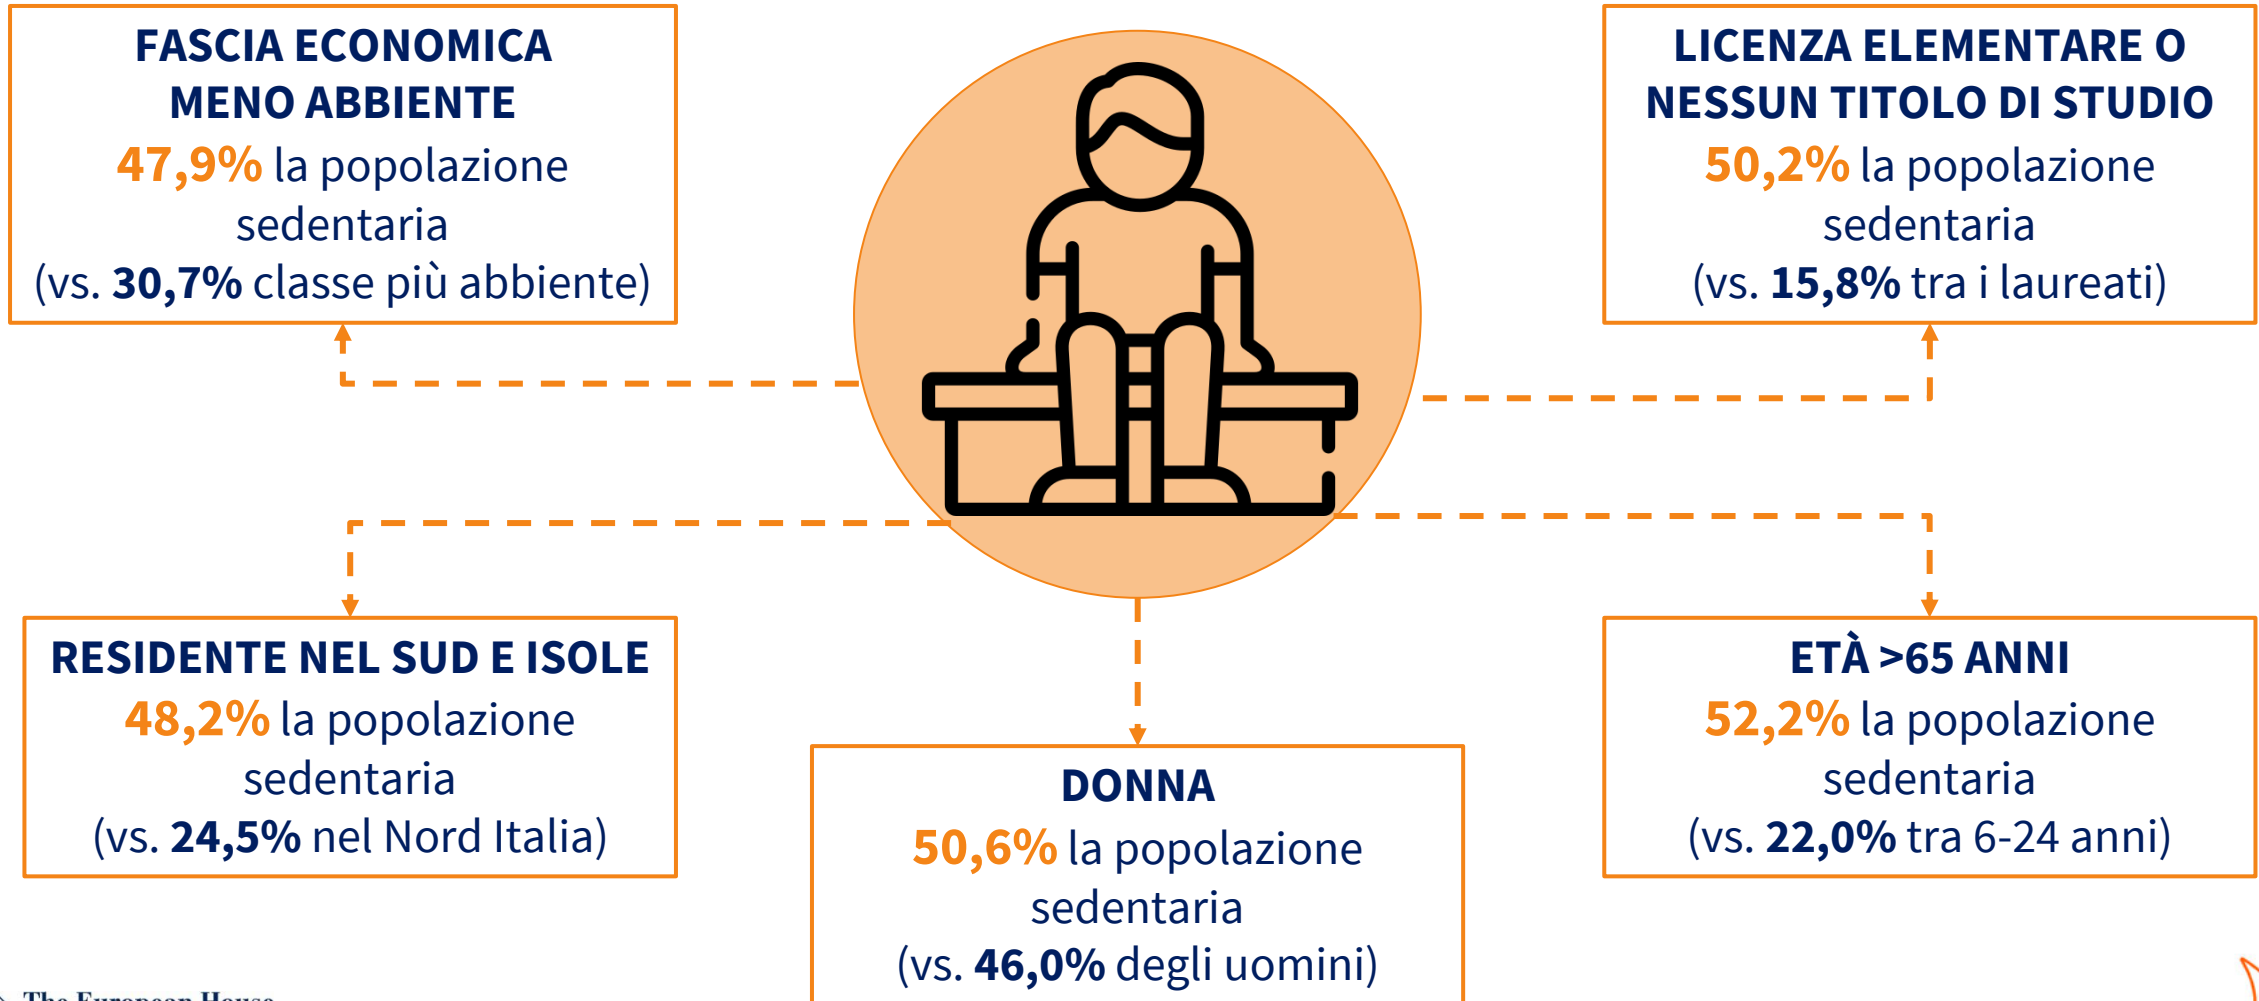 FASCIA ECONOMICA
MENO ABBIENTE
47,9% la popolazione
sedentaria
(vs. 30,7% classe più abbiente)
LICENZA ELEMENTARE O
NESSUN TITOLO DI STUDIO
50,2% la popolazione
sedentaria
(vs. 15,8% tra i laureati)
RESIDENTE NEL SUD E ISOLE
48,2% la popolazione
sedentaria
(vs. 24,5% nel Nord Italia)
DONNA
50,6% la popolazione
sedentaria
(vs. 46,0% degli uomini)
ETÀ >65 ANNI
52,2% la popolazione
sedentaria
(vs. 22,0% tra 6-24 anni)
The European House